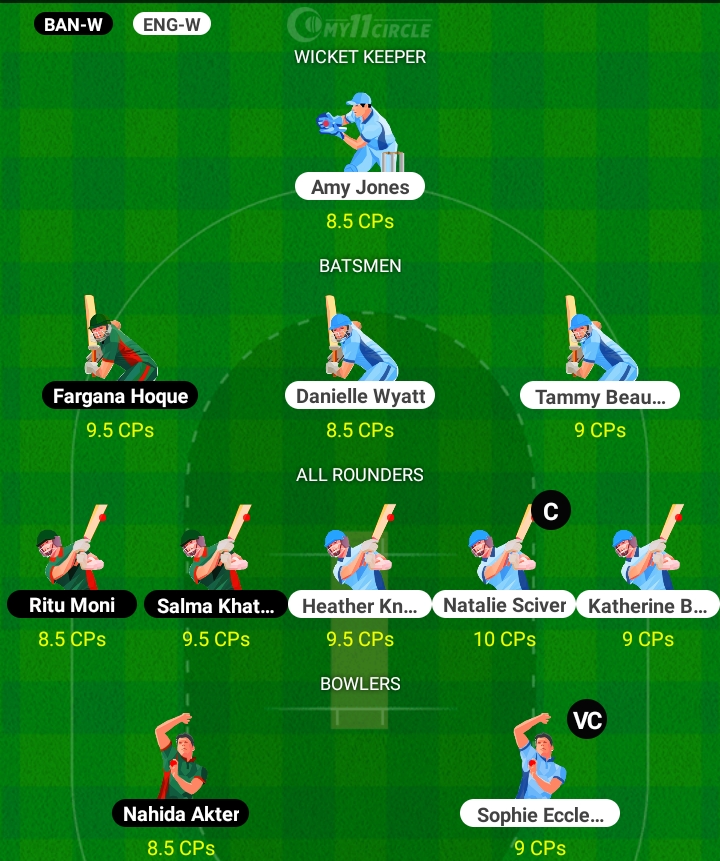 BAN-W ENG-W
MY11CIRCLE
WICKET KEEPER
Amy Jones
8.5 CPs
BATSMEN
Fargana Hoque Danielle Wyatt Tammy Beau...
9.5 CPs 8.5 CPs 9 CPs
ALL ROUNDERS
C
Ritu Moni Salma Khat... Heather Kn... Natalie Sciver Katherine B...
8.5 CPs 9.5 CPs 9.5 CPs 10 CPs 9 CPs
BOWLERS
VC
Nahida Akter Sophie Eccle...
8.5 CPs 9 CPs